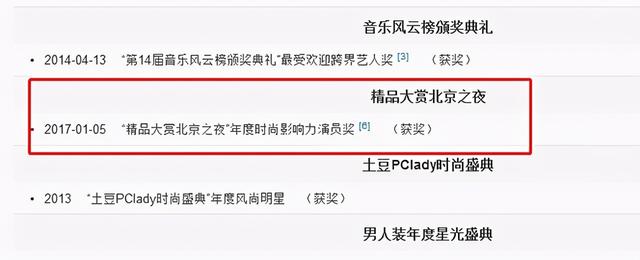 音乐风云榜颁奖典礼
• 2014-04-13 “第14届音乐风云榜颁奖典礼”最受欢迎跨界艺人奖 [3] （获奖）
精品大赏北京之夜
• 2017-01-05 “精品大赏北京之夜”年度时尚影响力演员奖 [6] （获奖）
土豆PClady时尚盛典
• 2013 “土豆PClady时尚盛典”年度风尚明星 （获奖）
男人装年度星光盛典